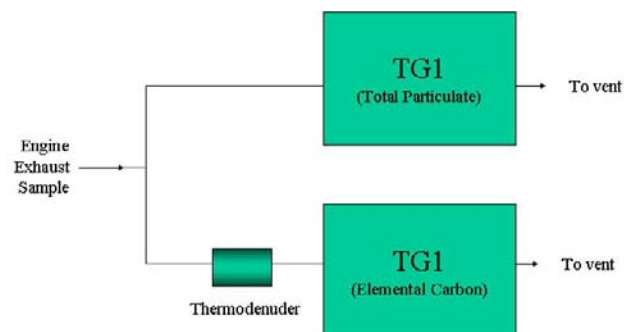 TG1
(Total Particulate)
To vent
Engine
Exhaust
Sample
TG1
(Elemental Carbon)
To vent
Thermodenuder